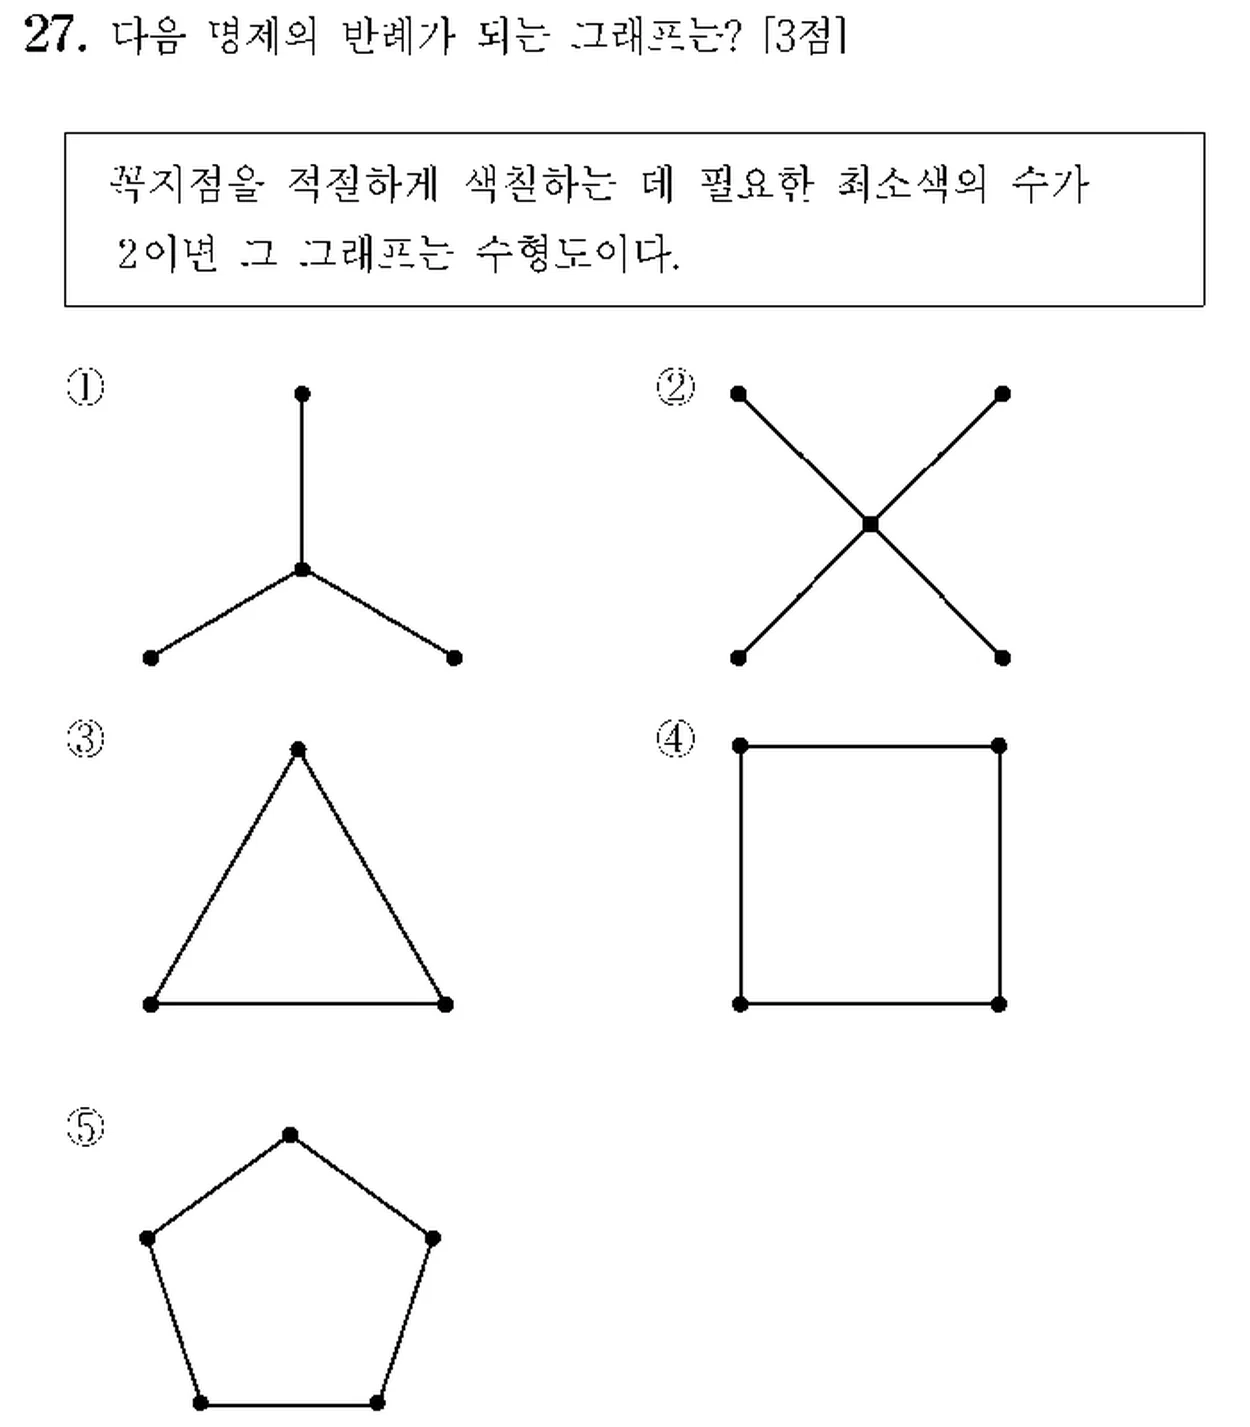 27. 다음 명제의 반례가 되는 그래프는? [3점]
꼭지점을 적절하게 색칠하는 데 필요한 최소색의 수가
2이면 그 그래프는 수형도이다.
① ②
③ ④
⑤